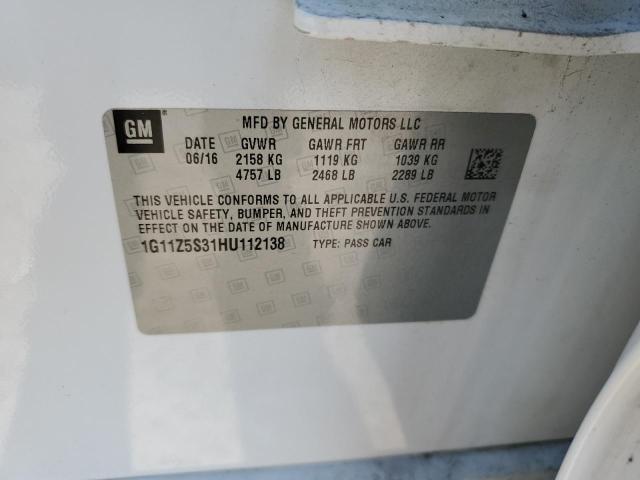 GM
MFD BY GENERAL MOTORS LLC
DATE GVWR GAWR FRT GAWR RR
06/16 2158 KG 1119 KG 1039 KG
4757 LB 2468 LB 2289 LB
THIS VEHICLE CONFORMS TO ALL APPLICABLE U.S. FEDERAL MOTOR
VEHICLE SAFETY, BUMPER, AND THEFT PREVENTION STANDARDS IN
EFFECT ON THE DATE OF MANUFACTURE SHOWN ABOVE.
1G11Z5S31HU112138 TYPE: PASS CAR